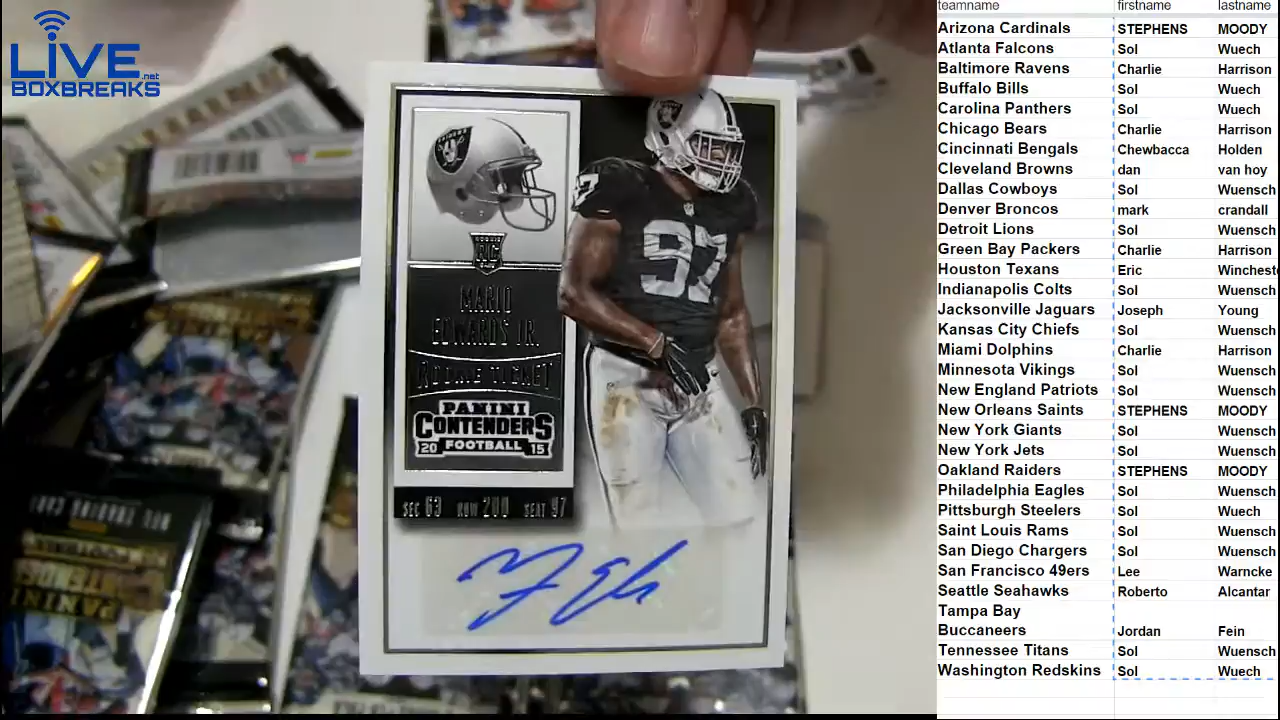 LIVE
BOXBREAKS.net
RC
MARIO
EDWARDS JR.
ROOKIE TICKET
PANINI
CONTENDERS
20 FOOTBALL 15
SEC 63 ROW 200 SEAT 97
97
teamname firstname lastname
Arizona Cardinals STEPHENS MOODY
Atlanta Falcons Sol Wuech
Baltimore Ravens Charlie Harrison
Buffalo Bills Sol Wuech
Carolina Panthers Sol Wuech
Chicago Bears Charlie Harrison
Cincinnati Bengals Chewbacca Holden
Cleveland Browns dan van hoy
Dallas Cowboys Sol Wuensch
Denver Broncos mark crandall
Detroit Lions Sol Wuensch
Green Bay Packers Charlie Harrison
Houston Texans Eric Winchest
Indianapolis Colts Sol Wuensch
Jacksonville Jaguars Joseph Young
Kansas City Chiefs Sol Wuensch
Miami Dolphins Charlie Harrison
Minnesota Vikings Sol Wuensch
New England Patriots Sol Wuensch
New Orleans Saints STEPHENS MOODY
New York Giants Sol Wuensch
New York Jets Sol Wuensch
Oakland Raiders STEPHENS MOODY
Philadelphia Eagles Sol Wuensch
Pittsburgh Steelers Sol Wuech
Saint Louis Rams Sol Wuensch
San Diego Chargers Sol Wuensch
San Francisco 49ers Lee Warncke
Seattle Seahawks Roberto Alcantar
Tampa Bay
Buccaneers Jordan Fein
Tennessee Titans Sol Wuensch
Washington Redskins Sol Wuech